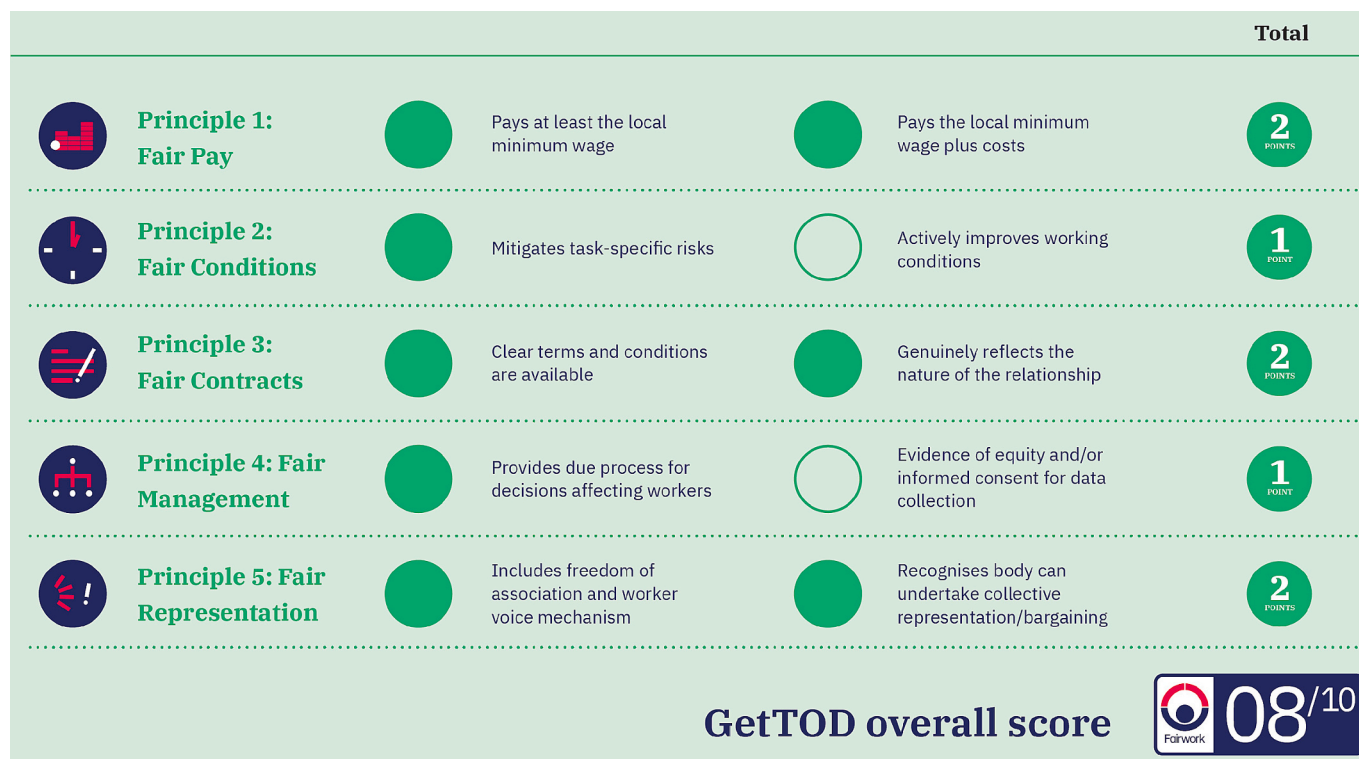 Total
Principle 1:
Fair Pay
Pays at least the local
minimum wage
Pays the local minimum
wage plus costs
2
POINTS
Principle 2:
Fair Conditions
Mitigates task-specific risks
Actively improves working
conditions
1
POINT
Principle 3:
Fair Contracts
Clear terms and conditions
are available
Genuinely reflects the
nature of the relationship
2
POINTS
Principle 4: Fair
Management
Provides due process for
decisions affecting workers
Evidence of equity and/or
informed consent for data
collection
1
POINT
Principle 5: Fair
Representation
Includes freedom of
association and worker
voice mechanism
Recognises body can
undertake collective
representation/bargaining
2
POINTS
GetTOD overall score
Fairwork
08/10